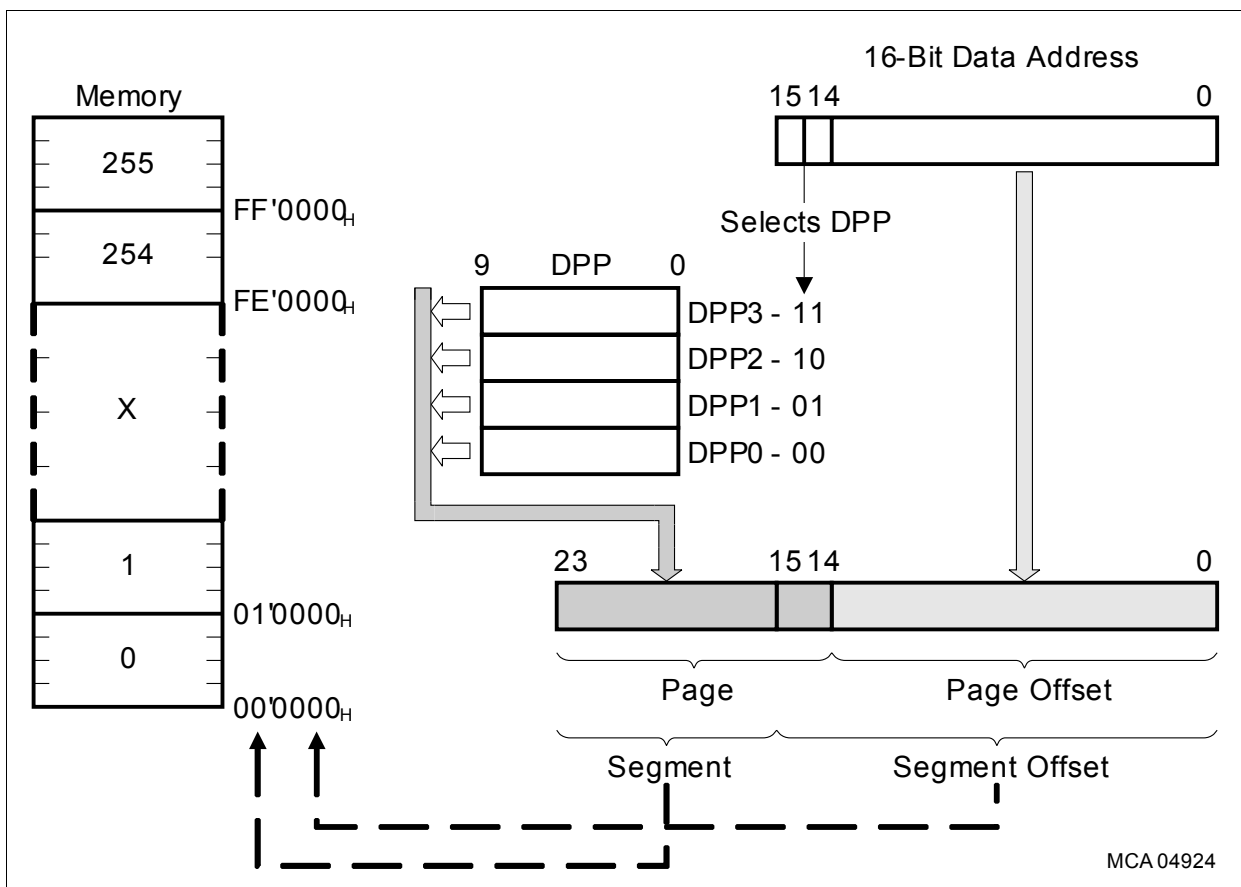 16-Bit Data Address
Memory
15 14 0
255
FF'0000H
Selects DPP
254
9 DPP 0
FE'0000H
DPP3 - 11
DPP2 - 10
X
DPP1 - 01
DPP0 - 00
1
23 15 14 0
01'0000H
0
Page Page Offset
00'0000H
Segment Segment Offset
MCA 04924